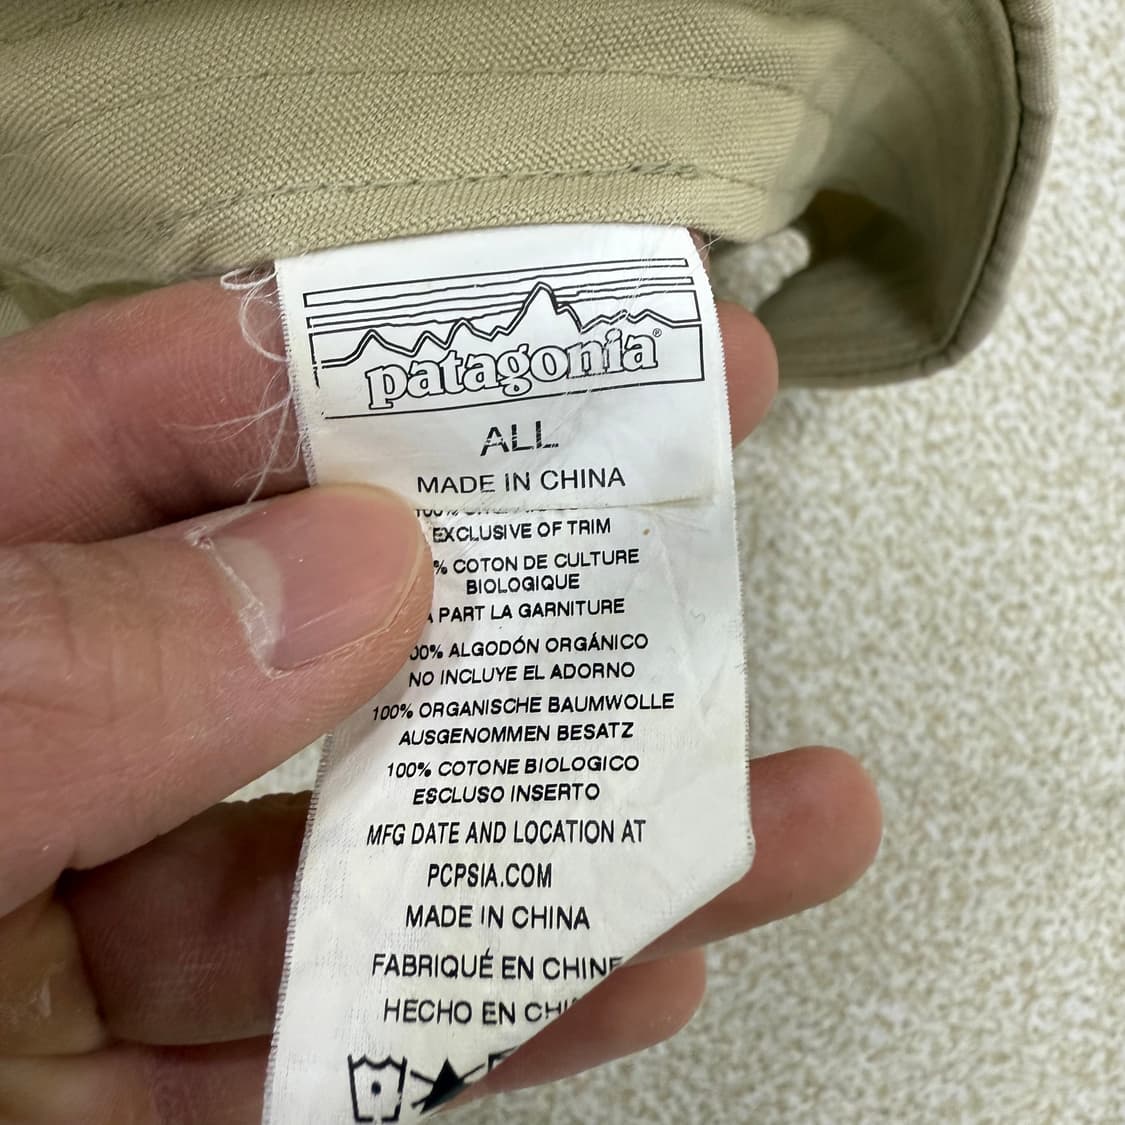 patagonia®
ALL
MADE IN CHINA
EXCLUSIVE OF TRIM
% COTON DE CULTURE
BIOLOGIQUE
PART LA GARNITURE
00% ALGODÓN ORGÁNICO
NO INCLUYE EL ADORNO
100% ORGANISCHE BAUMWOLLE
AUSGENOMMEN BESATZ
100% COTONE BIOLOGICO
ESCLUSO INSERTO
MFG DATE AND LOCATION AT
PCPSIA.COM
MADE IN CHINA
FABRIQUÉ EN CHINE
HECHO EN